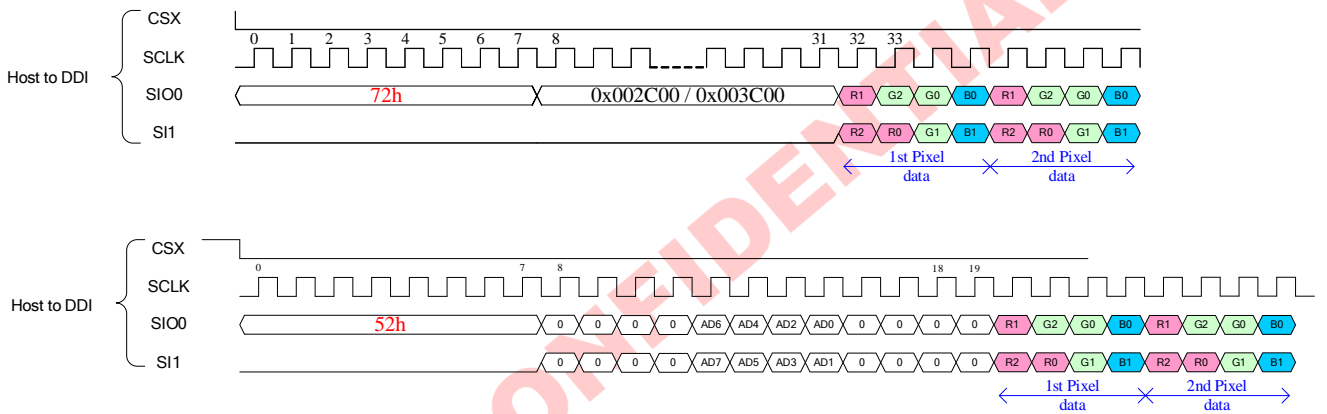 CSX
0 1 2 3 4 5 6 7 8 31 32 33
SCLK
Host to DDI
SIO0 72h 0x002C00 / 0x003C00 R1 G2 G0 B0 R1 G2 G0 B0
SI1 R2 R0 G1 B1 R2 R0 G1 B1
1st Pixel data 2nd Pixel data
CSX
0 7 8 18 19
SCLK
Host to DDI
SIO0 52h 0 0 0 0 AD6 AD4 AD2 AD0 0 0 0 0 R1 G2 G0 B0 R1 G2 G0 B0
SI1 0 0 0 0 AD7 AD5 AD3 AD1 0 0 0 0 R2 R0 G1 B1 R2 R0 G1 B1
1st Pixel data 2nd Pixel data
ONFIDENTIA